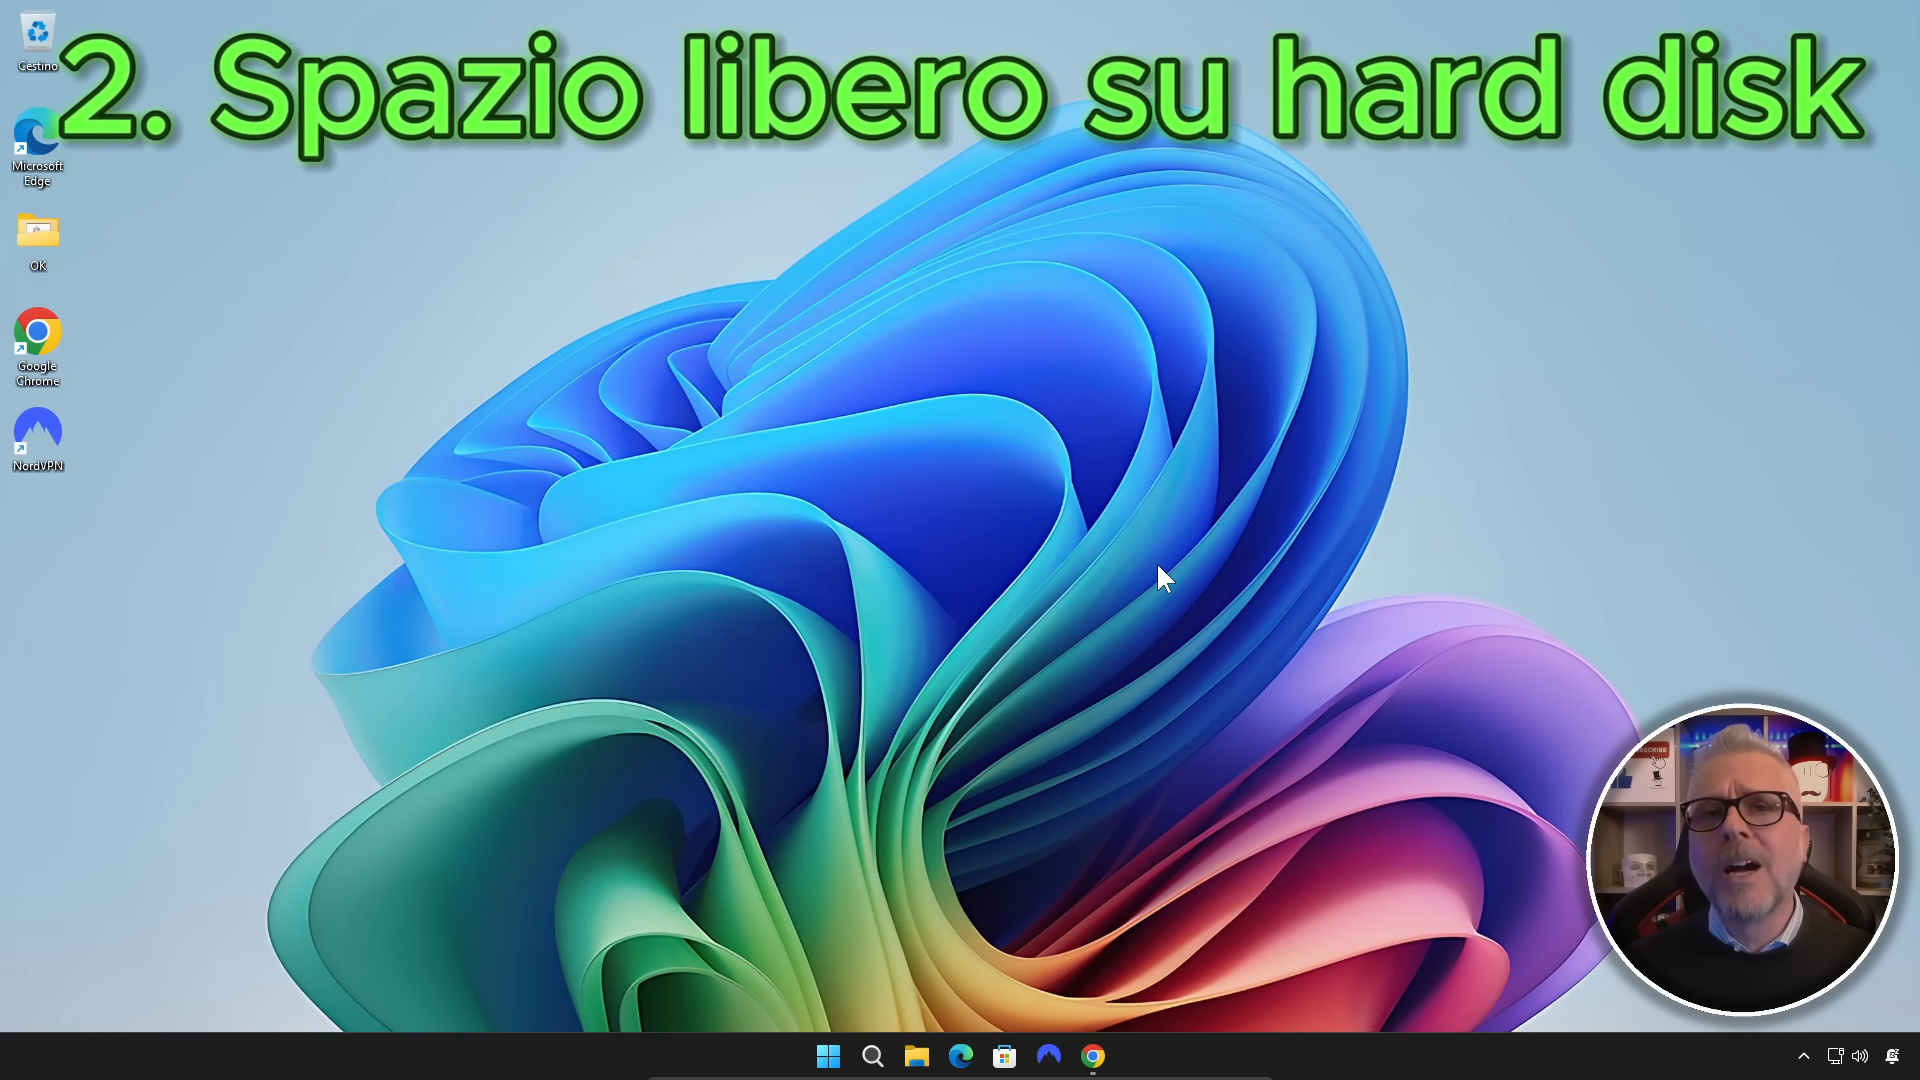 2. Spazio libero su hard disk
Cestino
Microsoft
Edge
OK
Google
Chrome
NordVPN